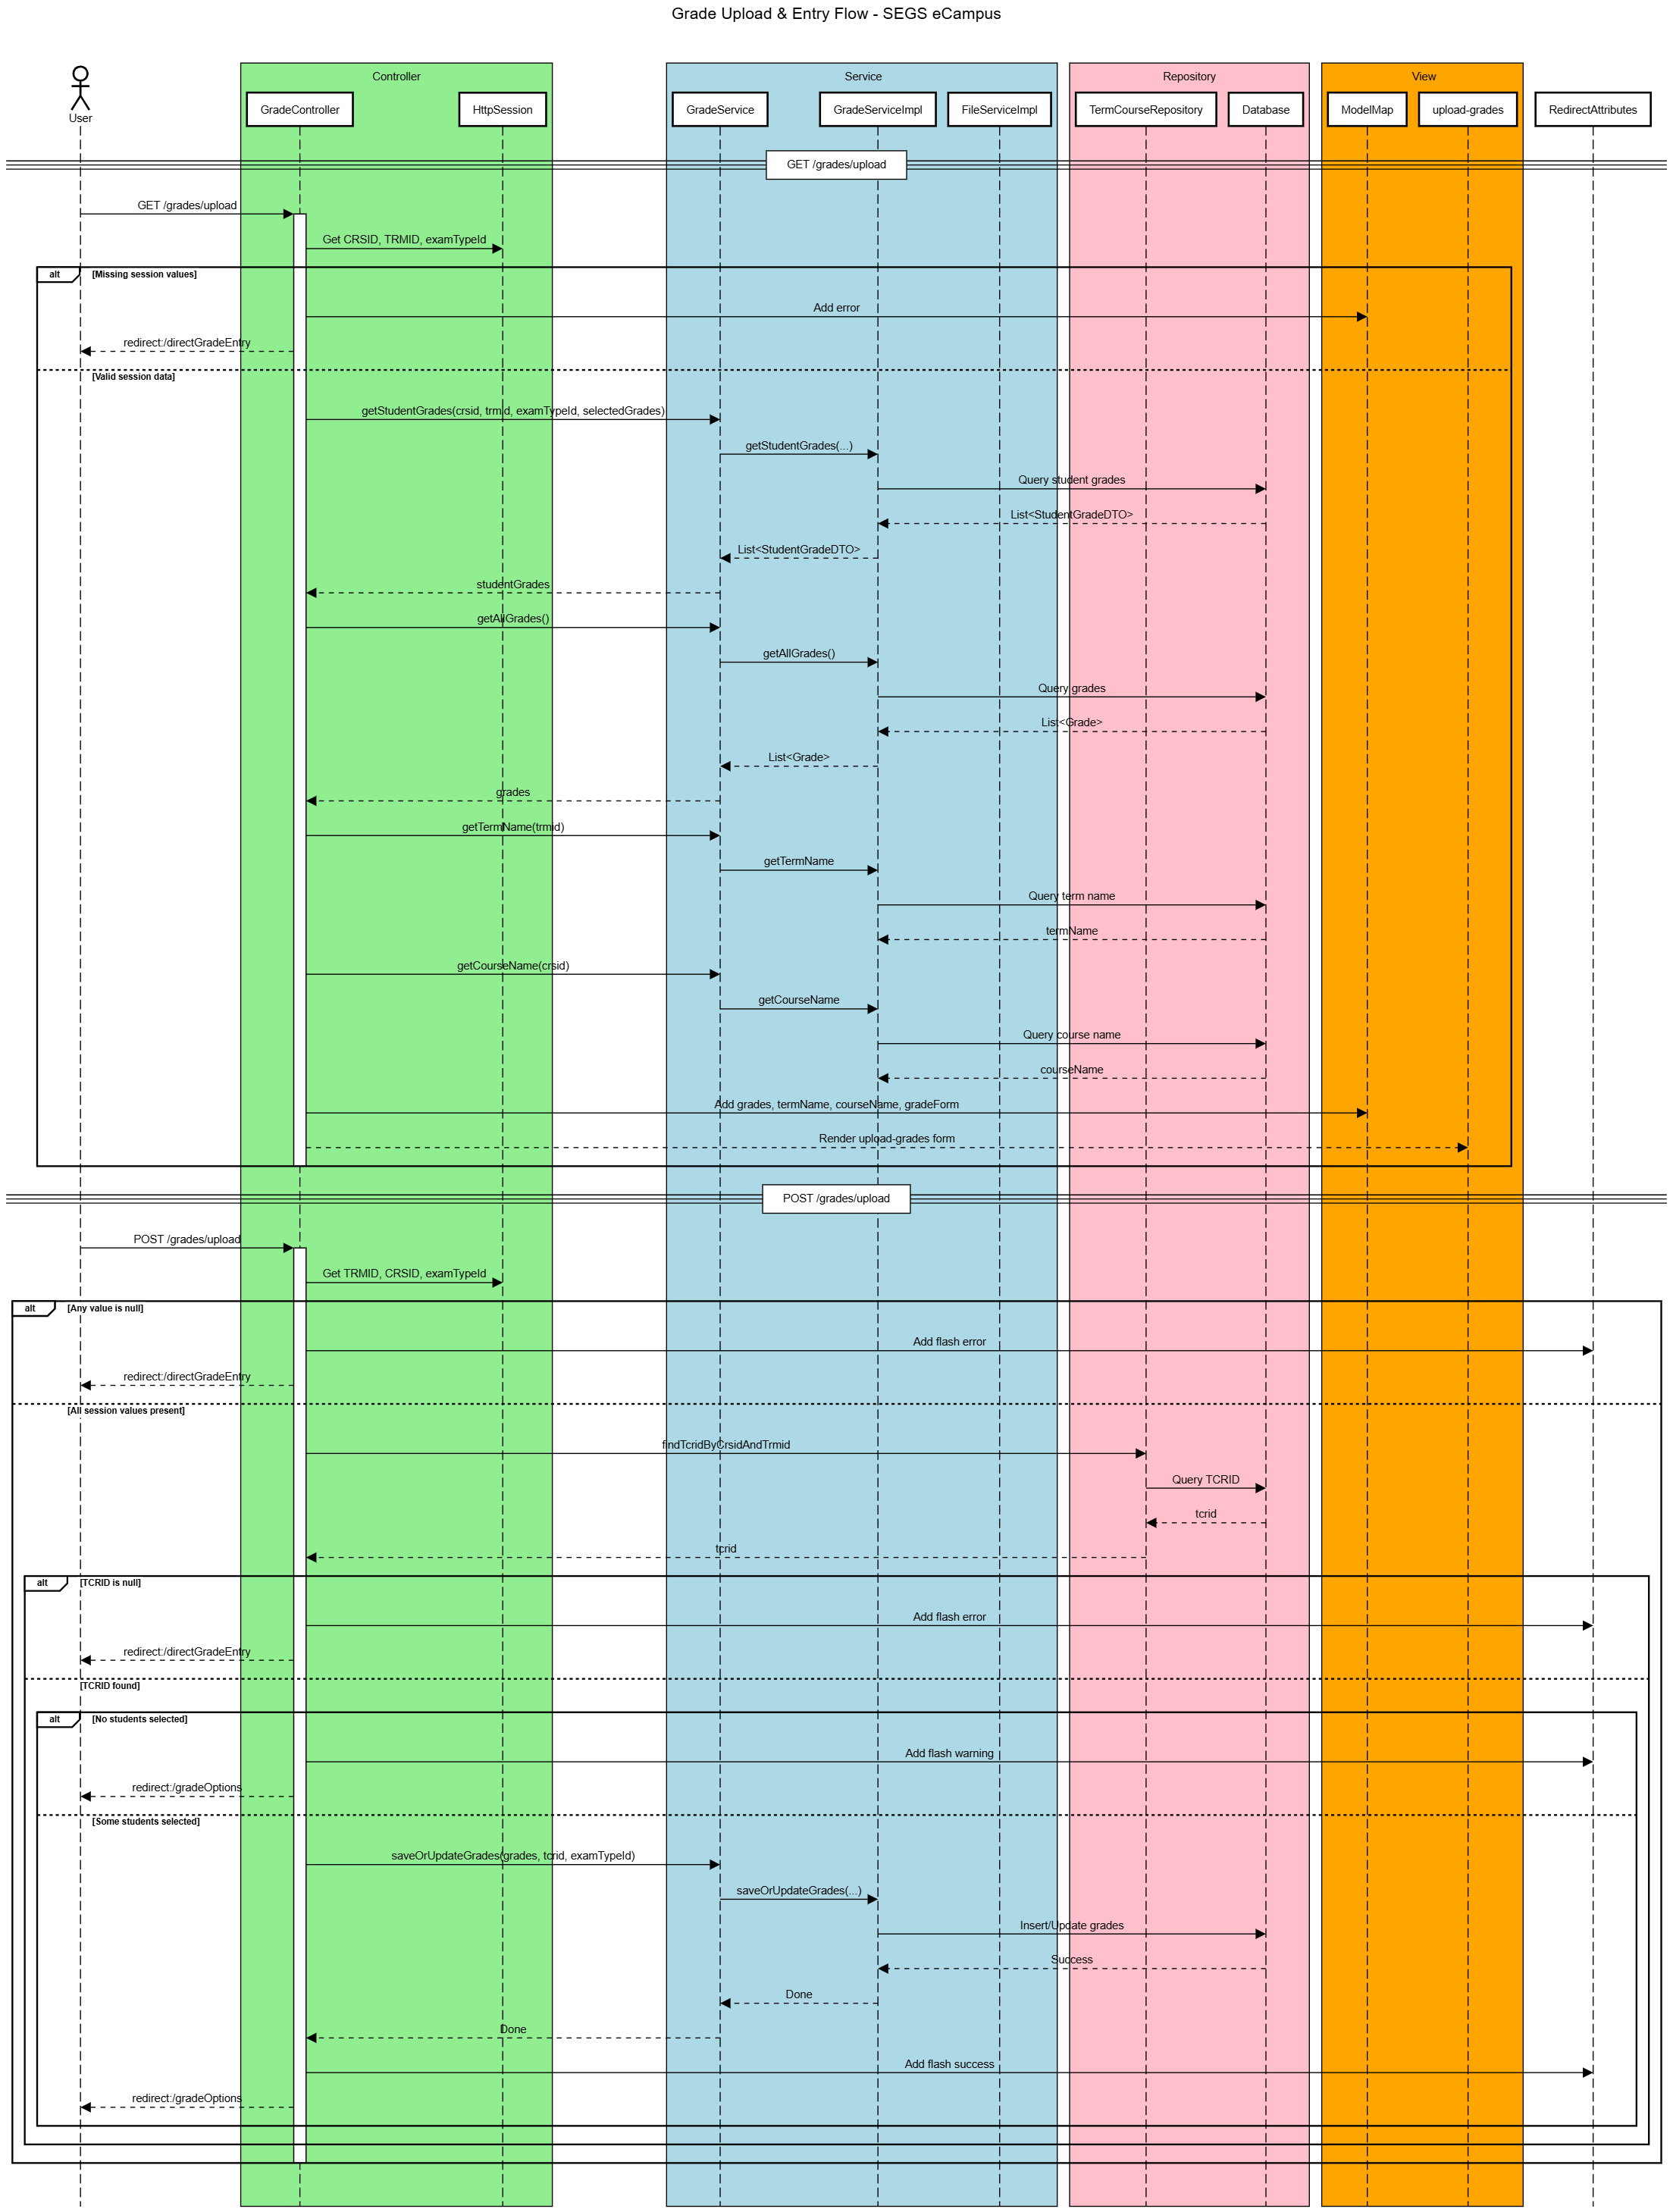 Grade Upload & Entry Flow - SEGS eCampus
Controller
Service
Repository
View
User
GradeController
HttpSession
GradeService
GradeServiceImpl
FileServiceImpl
TermCourseRepository
Database
ModelMap
upload-grades
RedirectAttributes
GET /grades/upload
GET /grades/upload
Get CRSID, TRMID, examTypeId
alt
[Missing session values]
Add error
redirect:/directGradeEntry
[Valid session data]
getStudentGrades(crsid, trmid, examTypeId, selectedGrades)
getStudentGrades(...)
Query student grades
List<StudentGradeDTO>
List<StudentGradeDTO>
studentGrades
getAllGrades()
getAllGrades()
Query grades
List<Grade>
List<Grade>
grades
getTermName(trmid)
getTermName
Query term name
termName
getCourseName(crsid)
getCourseName
Query course name
courseName
Add grades, termName, courseName, gradeForm
Render upload-grades form
POST /grades/upload
POST /grades/upload
Get TRMID, CRSID, examTypeId
alt
[Any value is null]
Add flash error
redirect:/directGradeEntry
[All session values present]
findTcridByCrsidAndTrmid
Query TCRID
tcrid
tcrid
alt
[TCRID is null]
Add flash error
redirect:/directGradeEntry
[TCRID found]
alt
[No students selected]
Add flash warning
redirect:/gradeOptions
[Some students selected]
saveOrUpdateGrades(grades, tcrid, examTypeId)
saveOrUpdateGrades(...)
Insert/Update grades
Success
Done
Done
Add flash success
redirect:/gradeOptions